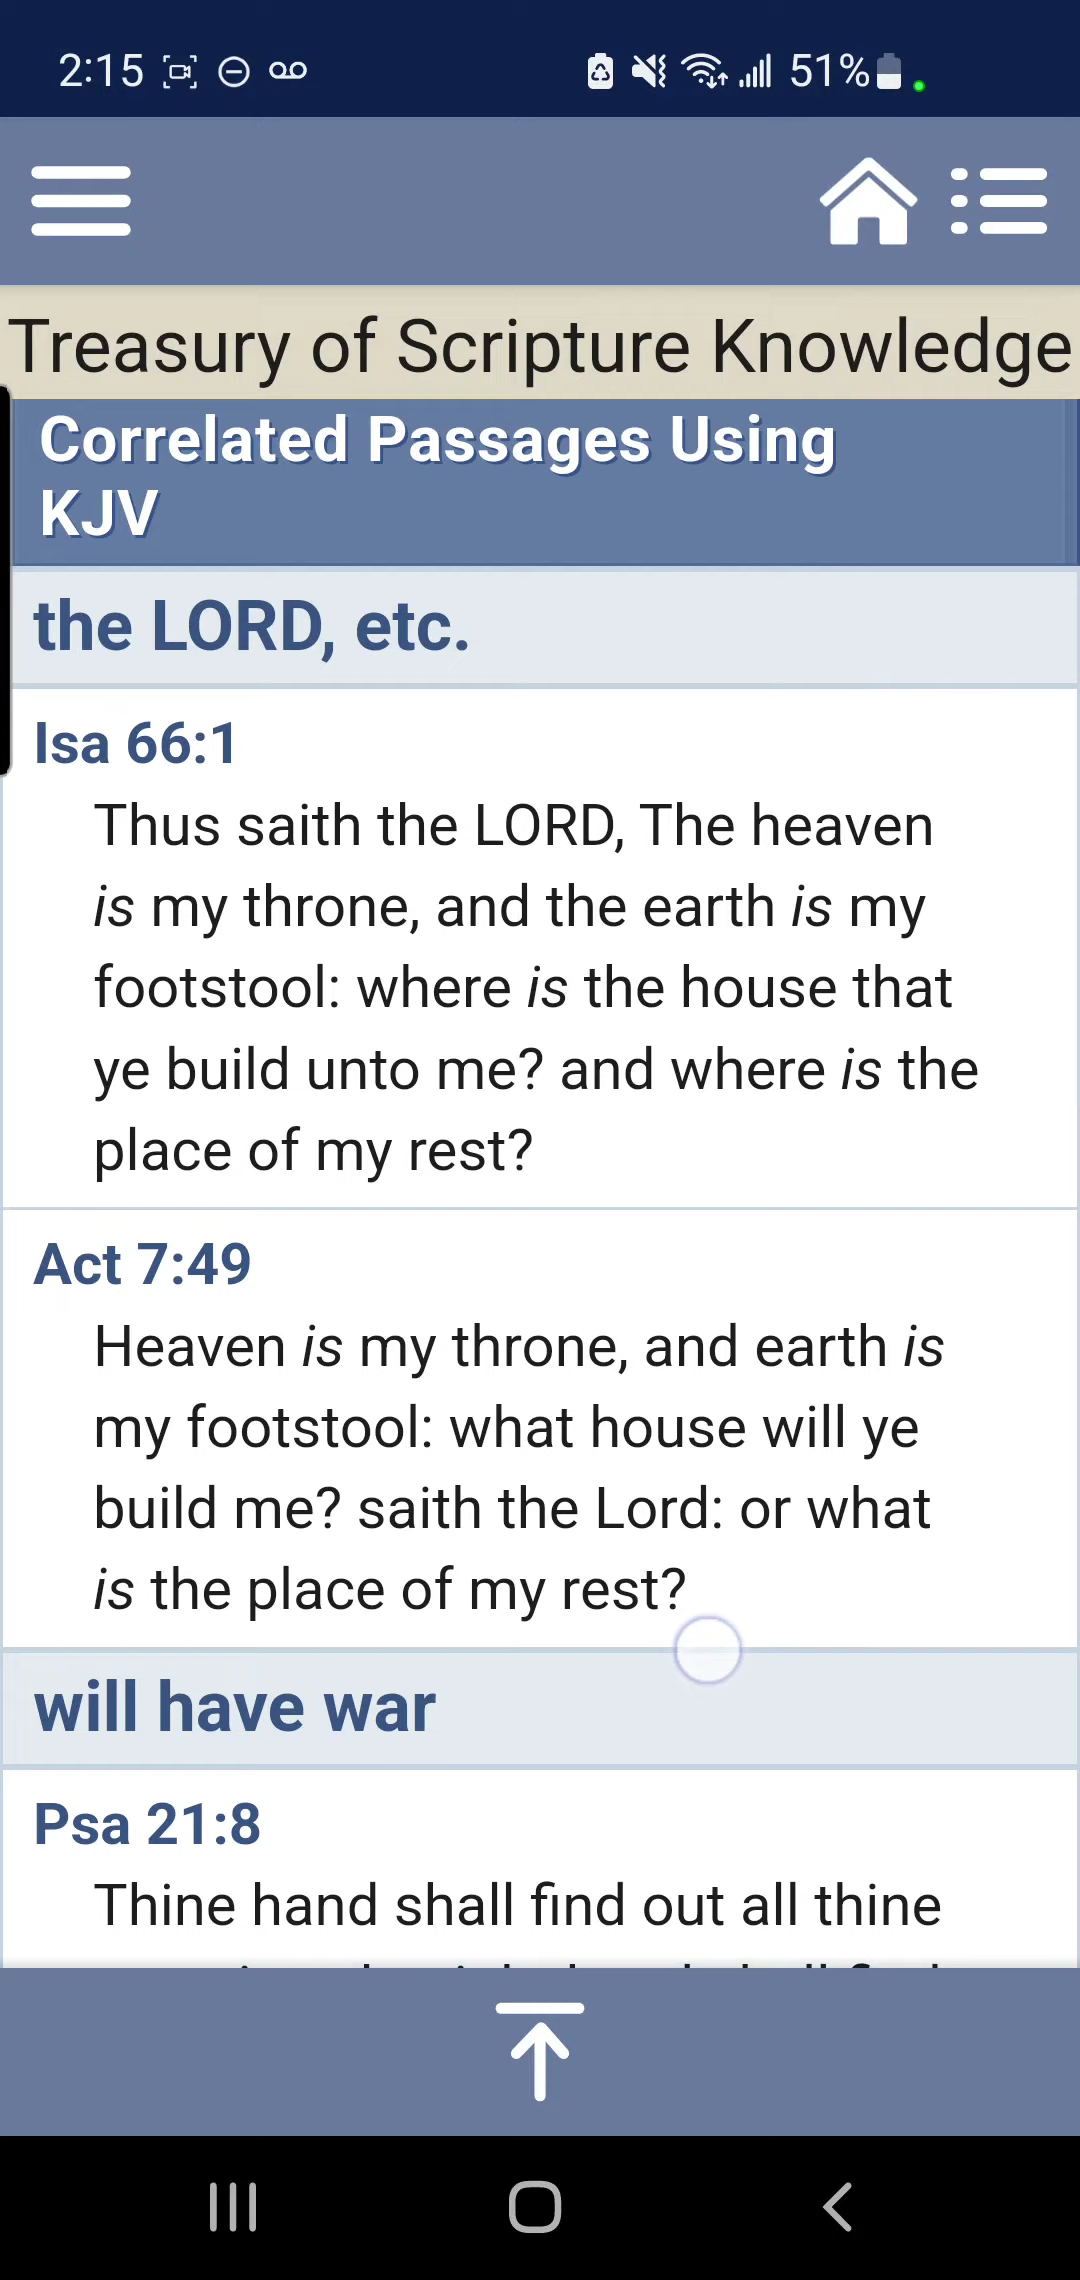 2:15
51%
Treasury of Scripture Knowledge
Correlated Passages Using
KJV
the LORD, etc.
Isa 66:1
Thus saith the LORD, The heaven
is my throne, and the earth is my
footstool: where is the house that
ye build unto me? and where is the
place of my rest?
Act 7:49
Heaven is my throne, and earth is
my footstool: what house will ye
build me? saith the Lord: or what
is the place of my rest?
will have war
Psa 21:8
Thine hand shall find out all thine